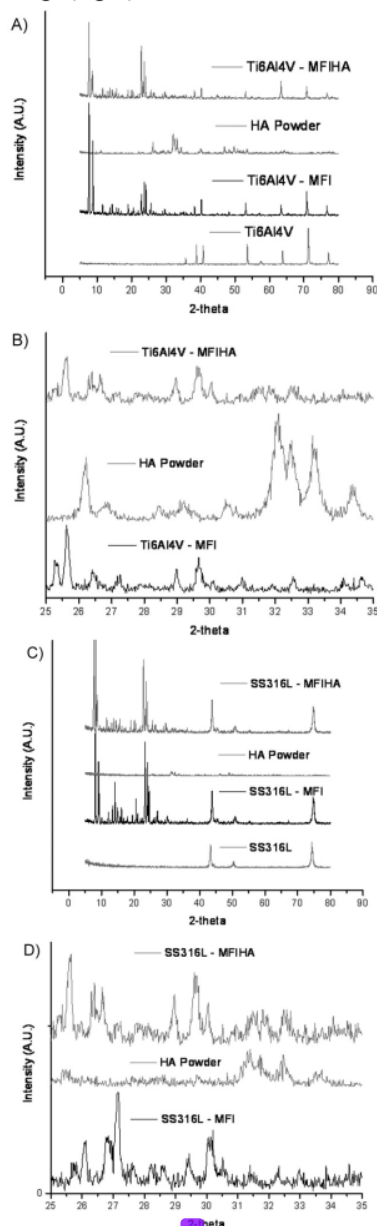 A)
Intensity (A.U.)
Ti6Al4V - MFIHA
HA Powder
Ti6Al4V - MFI
Ti6Al4V
0 10 20 30 40 50 60 70 80 90
2-theta
B)
Intensity (A.U.)
Ti6Al4V - MFIHA
HA Powder
Ti6Al4V - MFI
25 26 27 28 29 30 31 32 33 34 35
2-theta
C)
Intensity (A.U.)
SS316L - MFIHA
HA Powder
SS316L - MFI
SS316L
0 10 20 30 40 50 60 70 80 90
2-theta
D)
Intensity (A.U.)
SS316L - MFIHA
HA Powder
SS316L - MFI
0
25 26 27 28 29 30 31 32 33 34 35